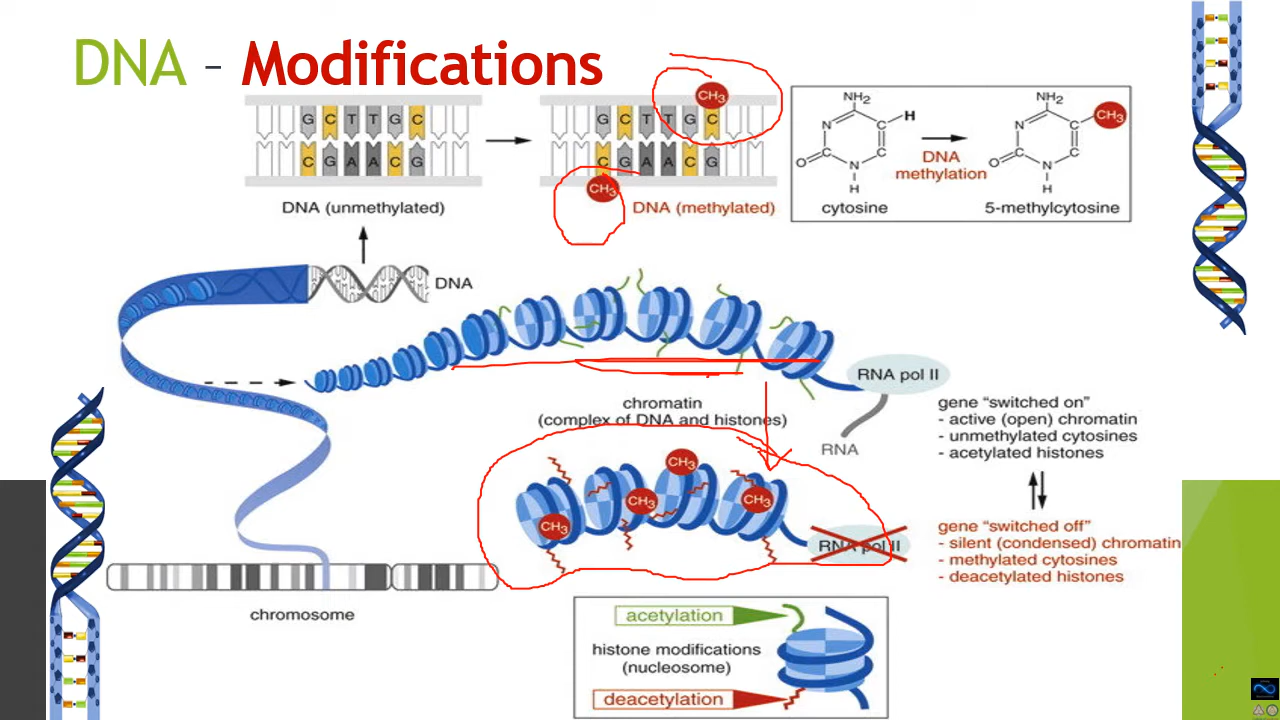 DNA - Modifications
CH3
G C T T G C
C G A A C G
DNA (unmethylated)
G C T T G C
C G A A C G
CH3
DNA (methylated)
NH2
N
H
O
N
H
cytosine
DNA
methylation
NH2
CH3
N
O
N
H
5-methylcytosine
DNA
RNA pol II
RNA
chromatin
(complex of DNA and histones)
gene "switched on"
- active (open) chromatin
- unmethylated cytosines
- acetylated histones
CH3
CH3
CH3
CH3
RNA pol II
gene "switched off"
- silent (condensed) chromatin
- methylated cytosines
- deacetylated histones
chromosome
acetylation
histone modifications
(nucleosome)
deacetylation